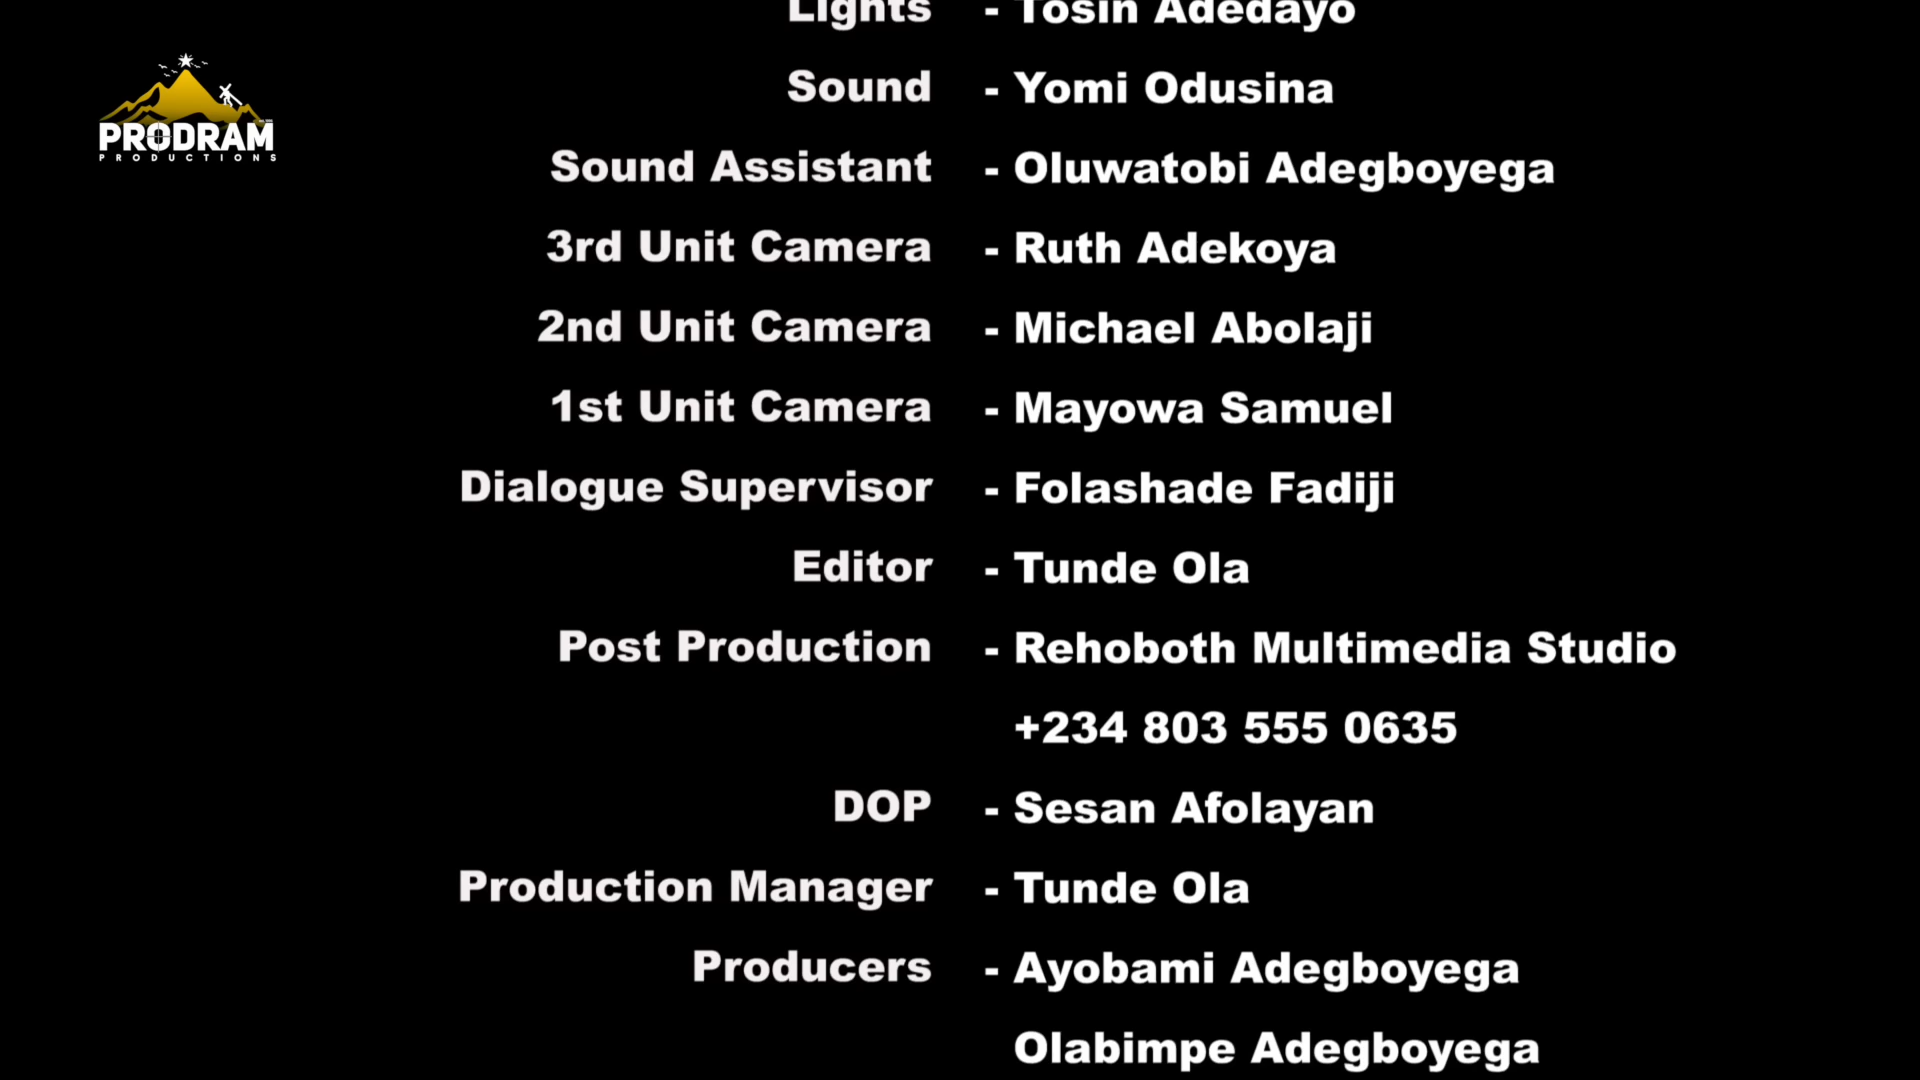 Lights - Tosin Adedayo
PRODRAM
PRODUCTIONS
Sound - Yomi Odusina
Sound Assistant - Oluwatobi Adegboyega
3rd Unit Camera - Ruth Adekoya
2nd Unit Camera - Michael Abolaji
1st Unit Camera - Mayowa Samuel
Dialogue Supervisor - Folashade Fadiji
Editor - Tunde Ola
Post Production - Rehoboth Multimedia Studio
+234 803 555 0635
DOP - Sesan Afolayan
Production Manager - Tunde Ola
Producers - Ayobami Adegboyega
Olabimpe Adegboyega